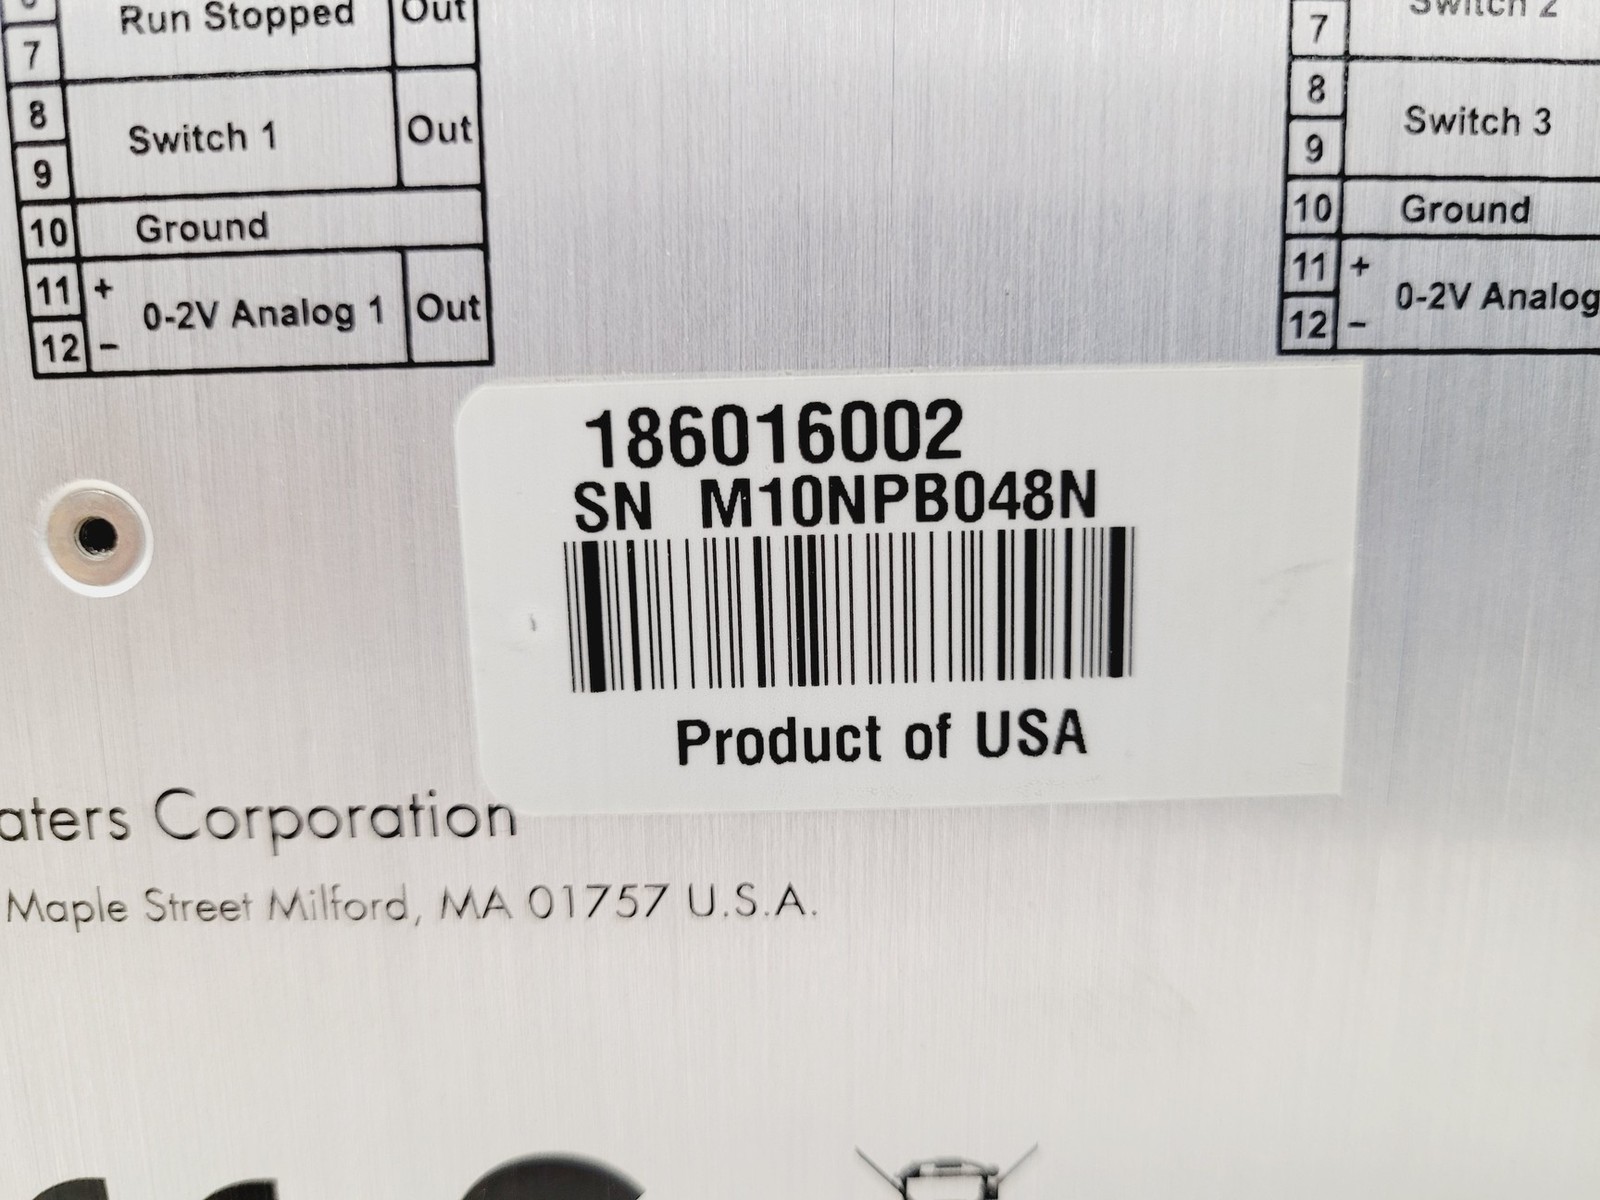 Run Stopped Out
7
8
Switch 1 Out
9
10 Ground
11 +
0-2V Analog 1 Out
12 –
Switch 2
7
8
Switch 3
9
10 Ground
11 +
0-2V Analog
12 –
186016002
SN M10NPB048N
Product of USA
aters Corporation
Maple Street Milford, MA 01757 U.S.A.